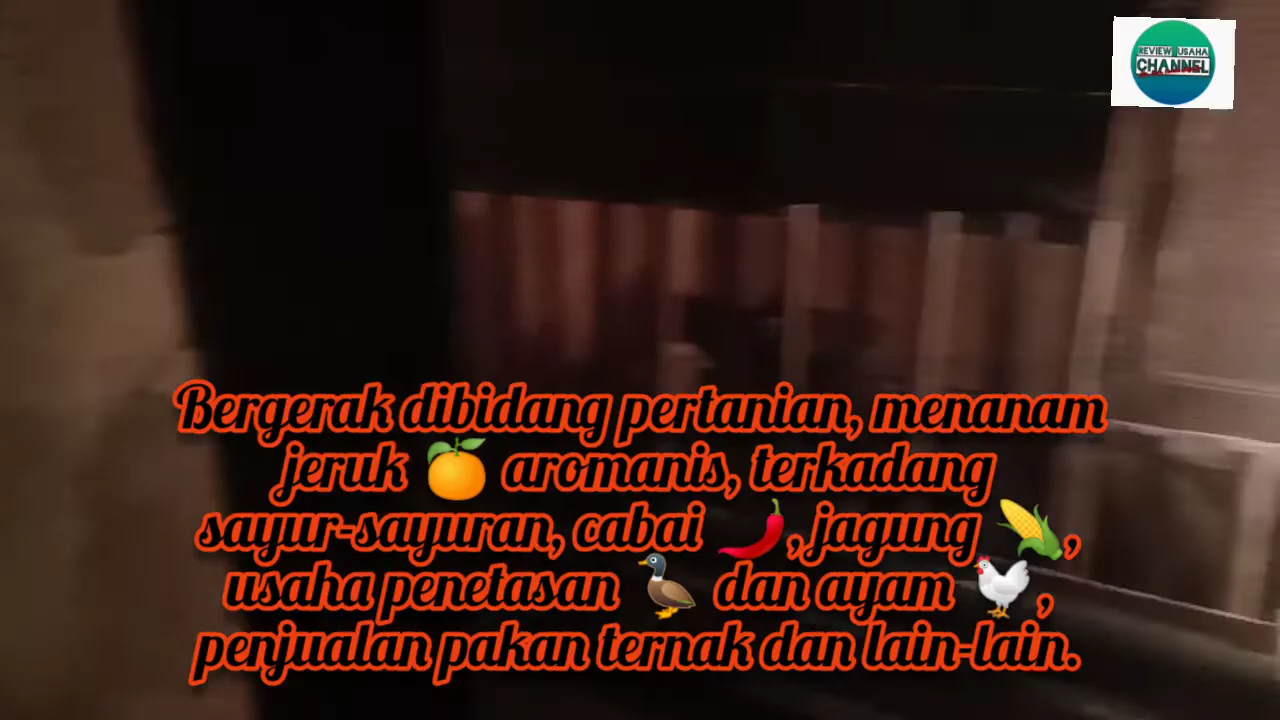 REVIEW USAHA
CHANNEL
Bergerak dibidang pertanian, menanam
jeruk 🍊 aromanis, terkadang
sayur-sayuran, cabai 🌶️, jagung 🌽,
usaha penetasan 🦆 dan ayam 🐔,
penjualan pakan ternak dan lain-lain.